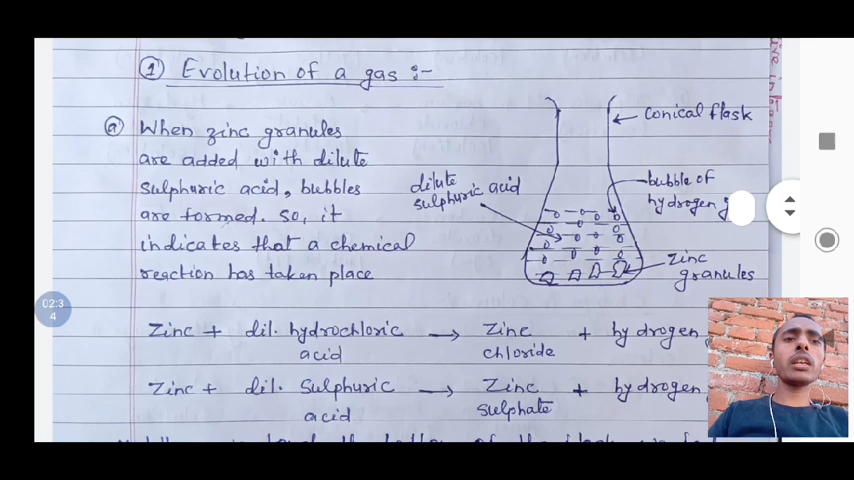 ① Evolution of a gas :-
ⓐ When zinc granules
are added with dilute
sulphuric acid, bubbles
are formed. So, it
indicates that a chemical
reaction has taken place
conical flask
dilute
sulphuric acid
bubble of
hydrogen g
zinc
granules
Zinc + dil. hydrochloric acid → Zinc chloride + hydrogen
Zinc + dil. Sulphuric acid → Zinc sulphate + hydrogen
02:3
4